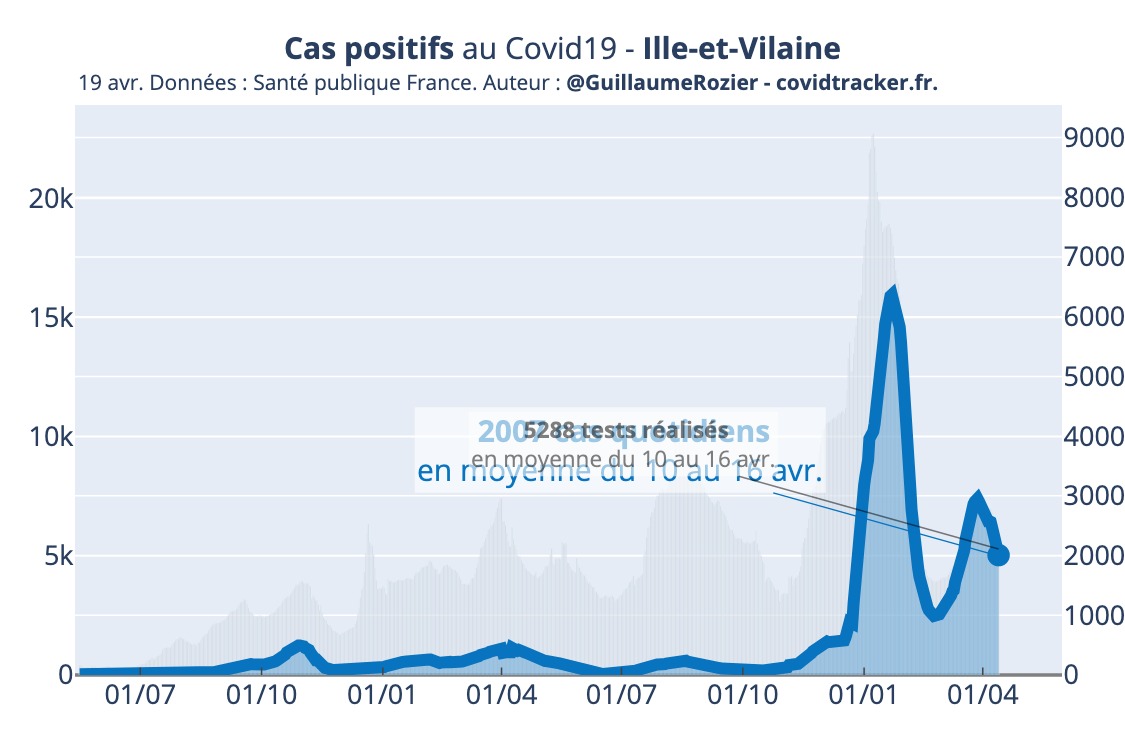 Cas positifs au Covid19 - Ille-et-Vilaine
19 avr. Données : Santé publique France. Auteur : @GuillaumeRozier - covidtracker.fr.
9000
20k
8000
7000
15k
6000
5000
10k
4000
2007 cas quotidiens
en moyenne du 10 au 16 avr.
5288 tests réalisés
en moyenne du 10 au 16 avr.
3000
5k
2000
1000
0
0
01/07 01/10 01/01 01/04 01/07 01/10 01/01 01/04